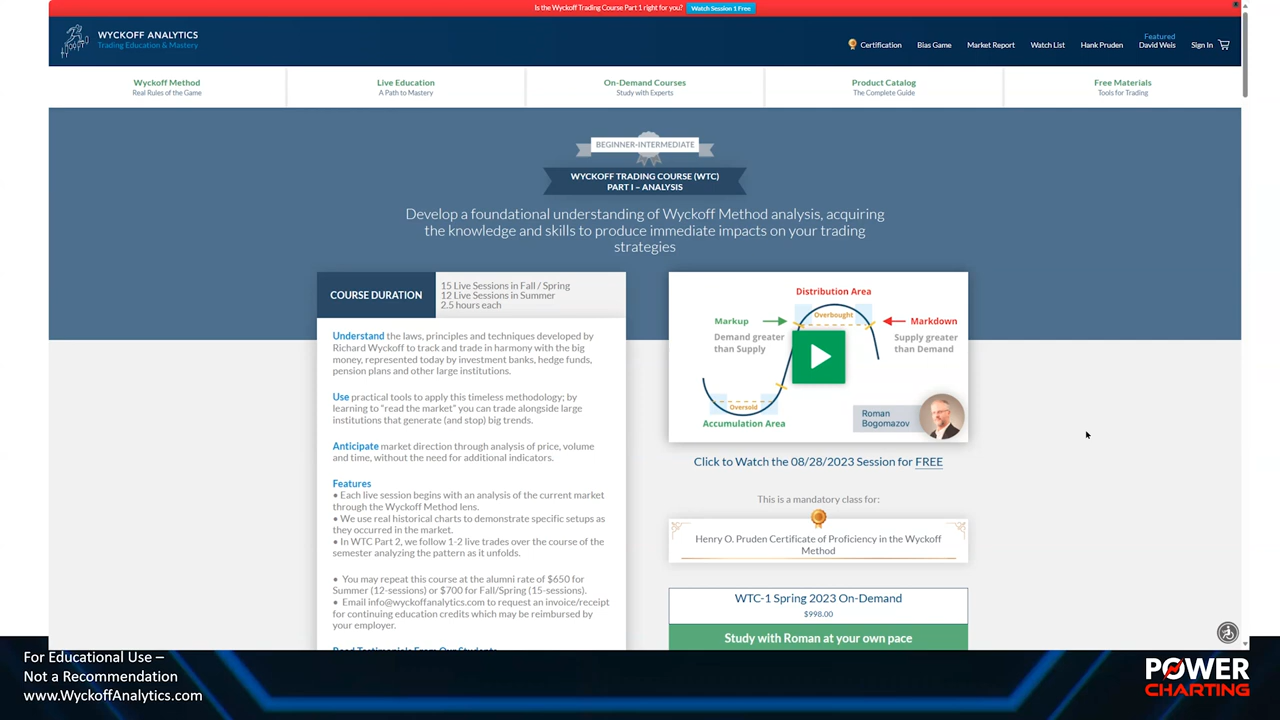 Is the Wyckoff Trading Course Part 1 right for you? Watch Session 1 Free
WYCKOFF ANALYTICS
Trading Education & Mastery
Certification
Bias Game
Market Report
Watch List
Hank Pruden
Featured
David Weis
Sign In
Wyckoff Method
Real Rules of the Game
Live Education
A Path to Mastery
On-Demand Courses
Study with Experts
Product Catalog
The Complete Guide
Free Materials
Tools for Trading
BEGINNER-INTERMEDIATE
WYCKOFF TRADING COURSE (WTC)
PART I – ANALYSIS
Develop a foundational understanding of Wyckoff Method analysis, acquiring
the knowledge and skills to produce immediate impacts on your trading
strategies
COURSE DURATION
15 Live Sessions in Fall / Spring
12 Live Sessions in Summer
2.5 hours each
Understand the laws, principles and techniques developed by
Richard Wyckoff to track and trade in harmony with the big
money, represented today by investment banks, hedge funds,
pension plans and other large institutions.
Use practical tools to apply this timeless methodology; by
learning to "read the market" you can trade alongside large
institutions that generate (and stop) big trends.
Anticipate market direction through analysis of price, volume
and time, without the need for additional indicators.
Features
• Each live session begins with an analysis of the current market
through the Wyckoff Method lens.
• We use real historical charts to demonstrate specific setups as
they occurred in the market.
• In WTC Part 2, we follow 1-2 live trades over the course of the
semester analyzing the pattern as it unfolds.
• You may repeat this course at the alumni rate of $650 for
Summer (12-sessions) or $700 for Fall/Spring (15-sessions).
• Email info@wyckoffanalytics.com to request an invoice/receipt
for continuing education credits which may be reimbursed by
your employer.
Read Testimonials From Our Students
Distribution Area
Overbought
Markup
Markdown
Demand greater
than Supply
Supply greater
than Demand
Oversold
Accumulation Area
Roman
Bogomazov
Click to Watch the 08/28/2023 Session for FREE
This is a mandatory class for:
Henry O. Pruden Certificate of Proficiency in the Wyckoff
Method
WTC-1 Spring 2023 On-Demand
$998.00
Study with Roman at your own pace
For Educational Use –
Not a Recommendation
www.WyckoffAnalytics.com
POWER
CHARTING